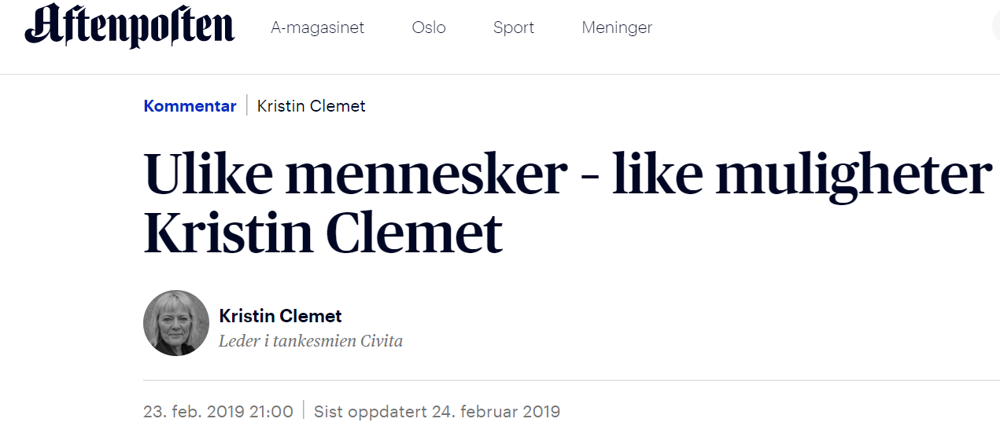 Aftenposten A-magasinet Oslo Sport Meninger
Kommentar | Kristin Clemet
Ulike mennesker – like muligheter
Kristin Clemet
Kristin Clemet
Leder i tankesmien Civita
23. feb. 2019 21:00 | Sist oppdatert 24. februar 2019